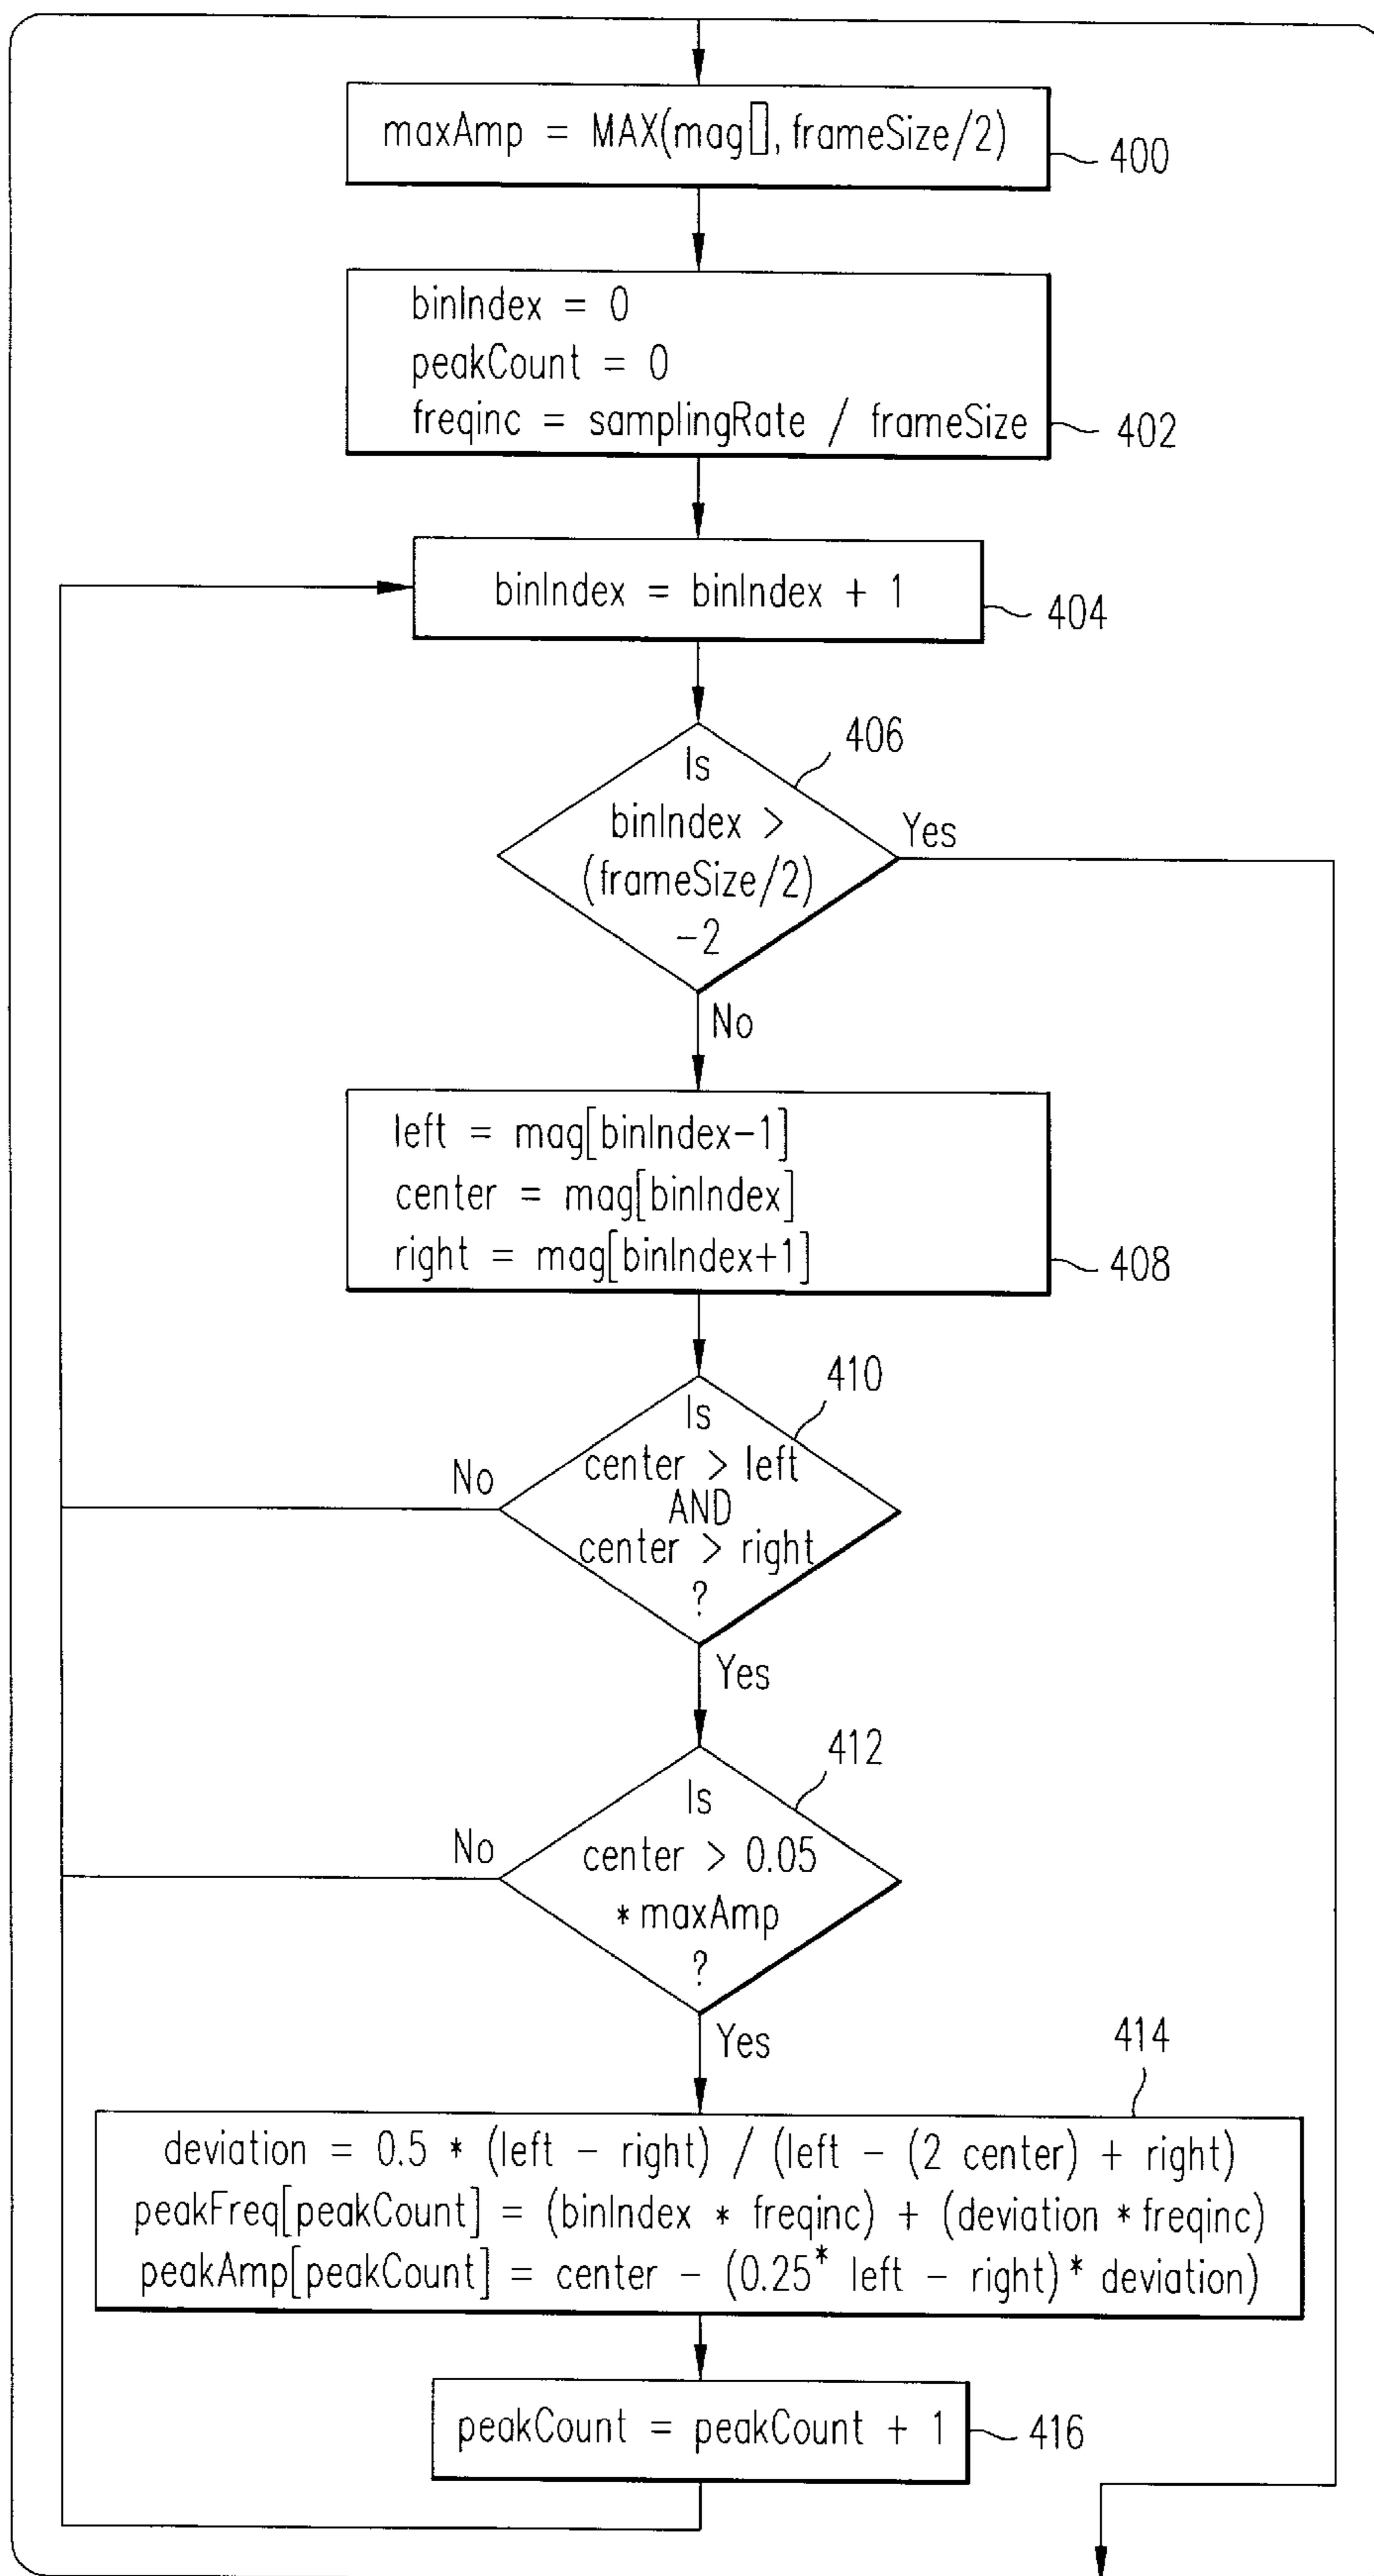 maxAmp = MAX(mag[], frameSize/2)
400
binIndex = 0
peakCount = 0
freqinc = samplingRate / frameSize
402
binIndex = binIndex + 1
404
406
Is
binIndex >
(frameSize/2)
-2
Yes
No
left = mag[binIndex-1]
center = mag[binIndex]
right = mag[binIndex+1]
408
410
Is
center > left
AND
center > right
?
No
Yes
412
Is
center > 0.05
* maxAmp
?
No
Yes
414
deviation = 0.5 * (left - right) / (left - (2 center) + right)
peakFreq[peakCount] = (binIndex * freqinc) + (deviation * freqinc)
peakAmp[peakCount] = center - (0.25* left - right)* deviation)
peakCount = peakCount + 1
416